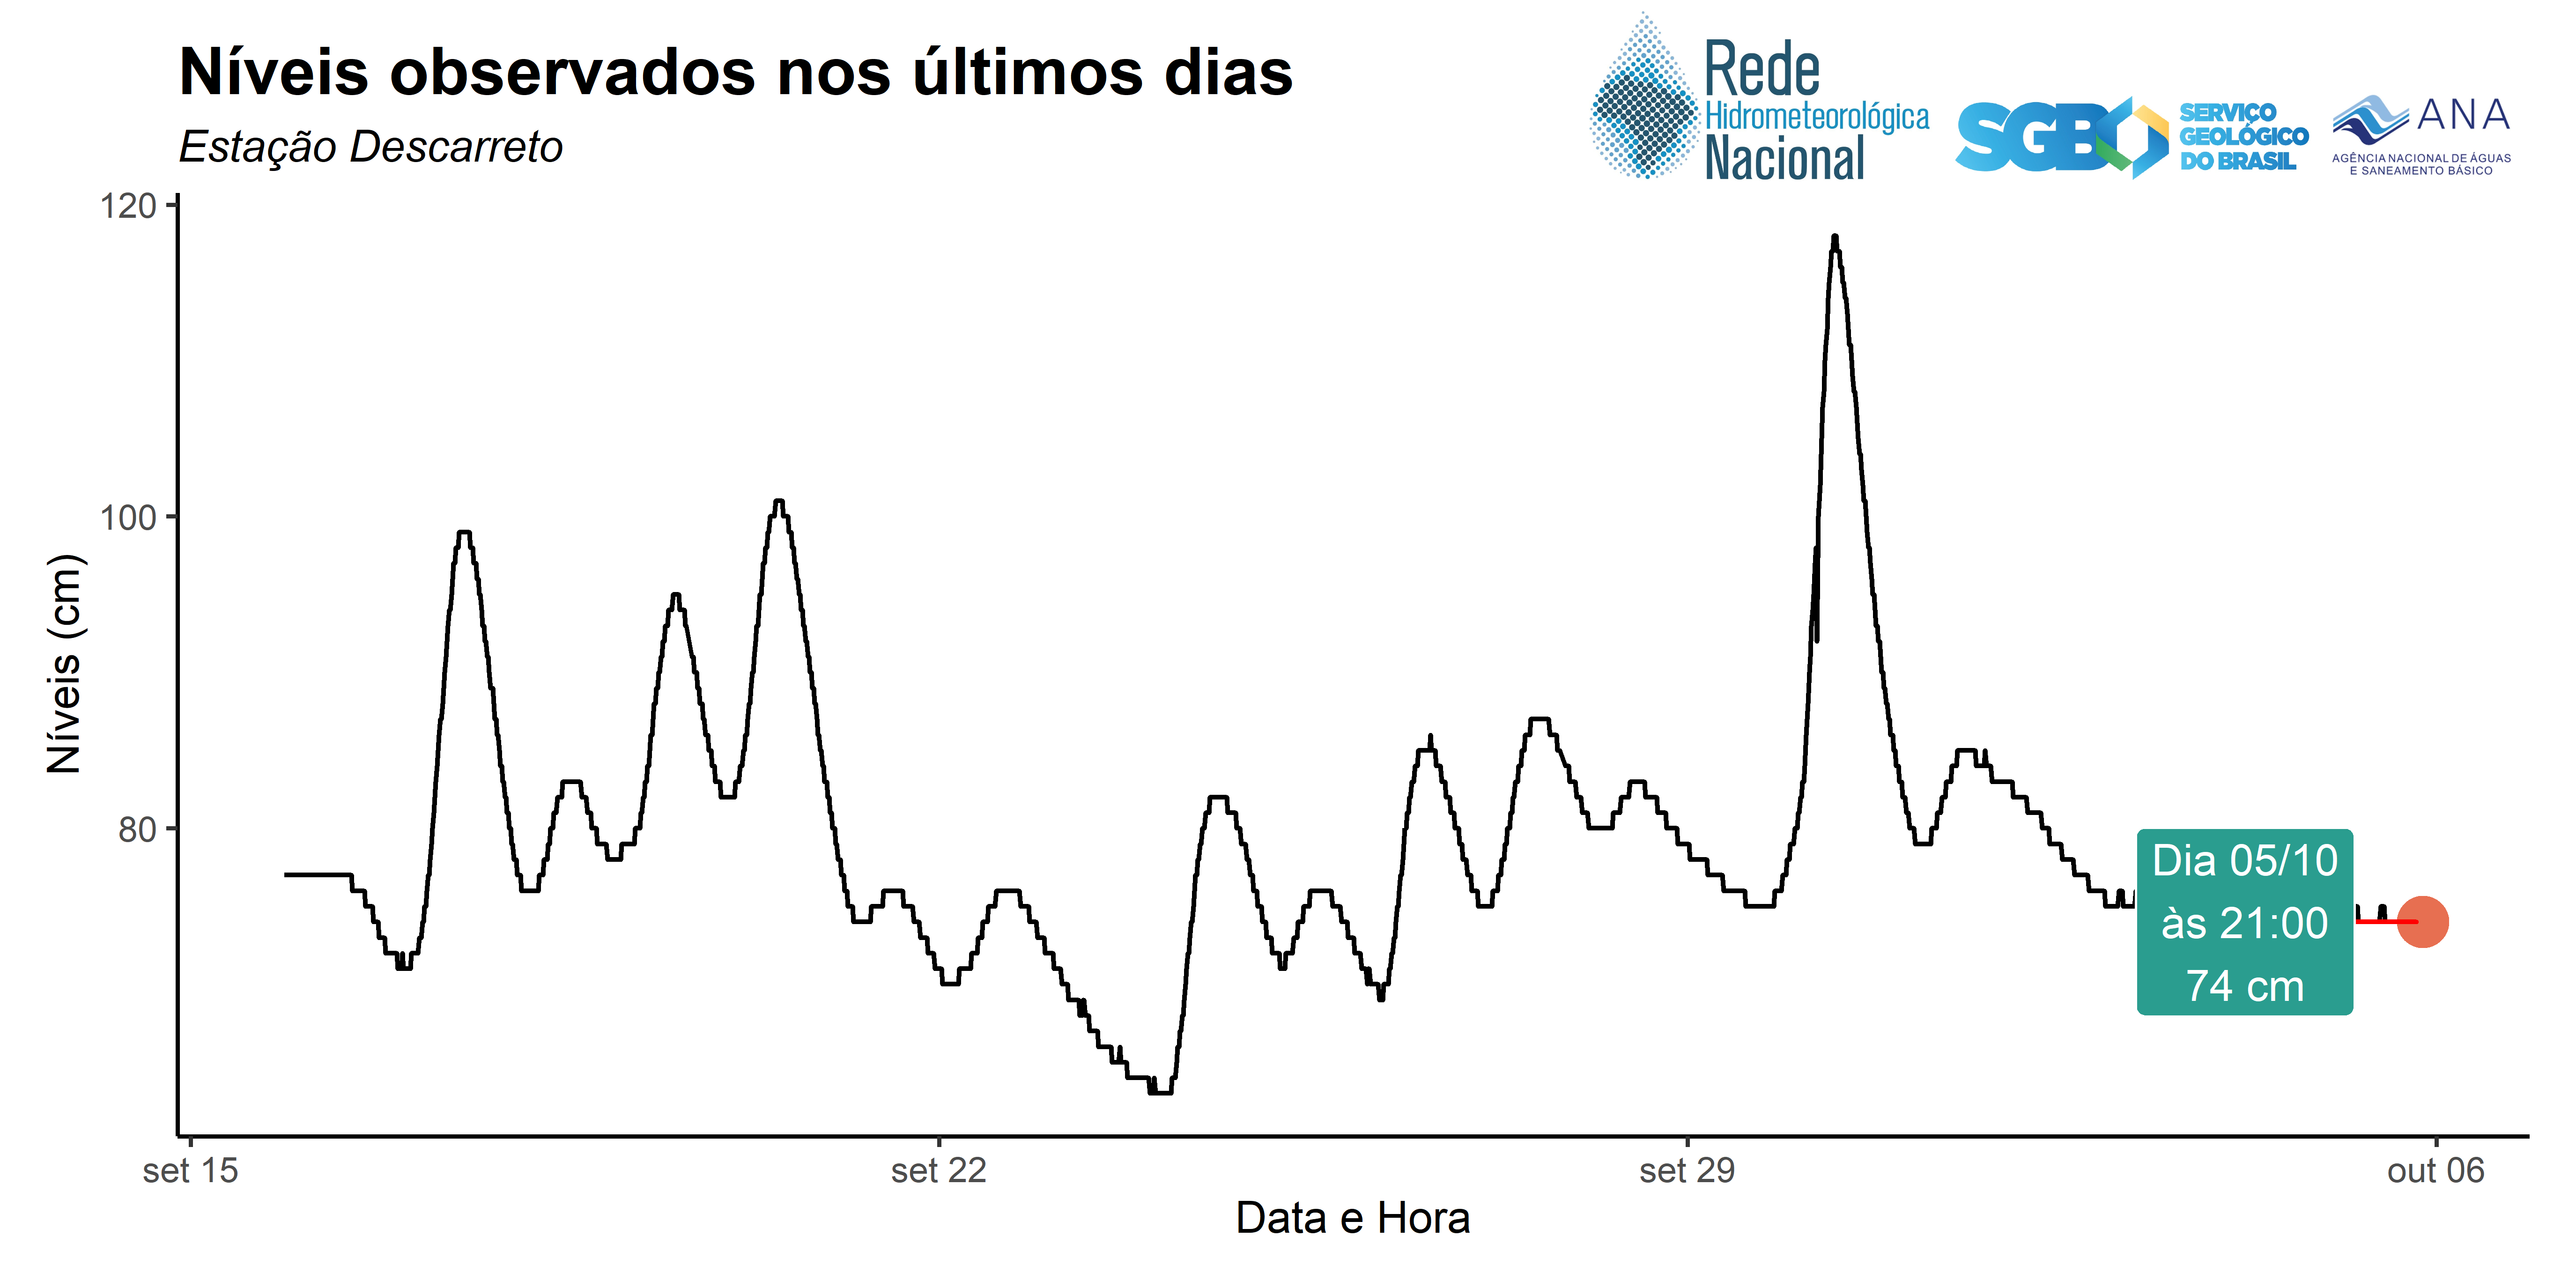 Níveis observados nos últimos dias
Estação Descarreto
Rede
Hidrometeorológica
Nacional
SGB
SERVIÇO
GEOLÓGICO
DO BRASIL
ANA
AGÊNCIA NACIONAL DE ÁGUAS
E SANEAMENTO BÁSICO
120
100
80
Níveis (cm)
Dia 05/10
às 21:00
74 cm
set 15
set 22
set 29
out 06
Data e Hora